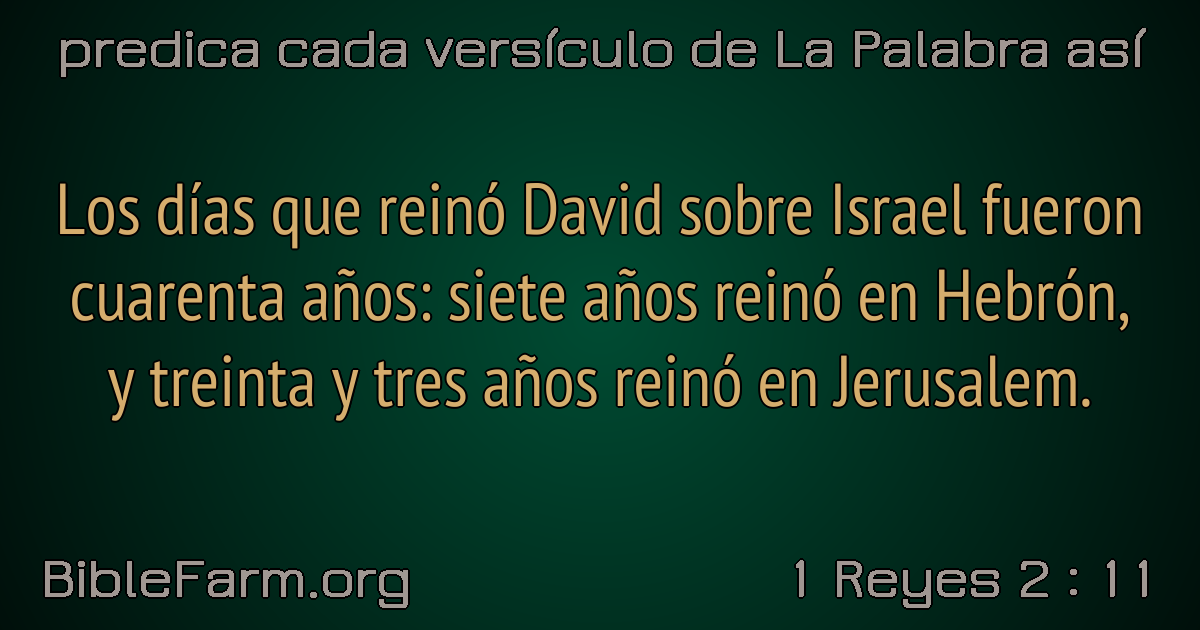 predica cada versículo de La Palabra así
Los días que reinó David sobre Israel fueron
cuarenta años: siete años reinó en Hebrón,
y treinta y tres años reinó en Jerusalem.
BibleFarm.org
1 Reyes 2 : 11